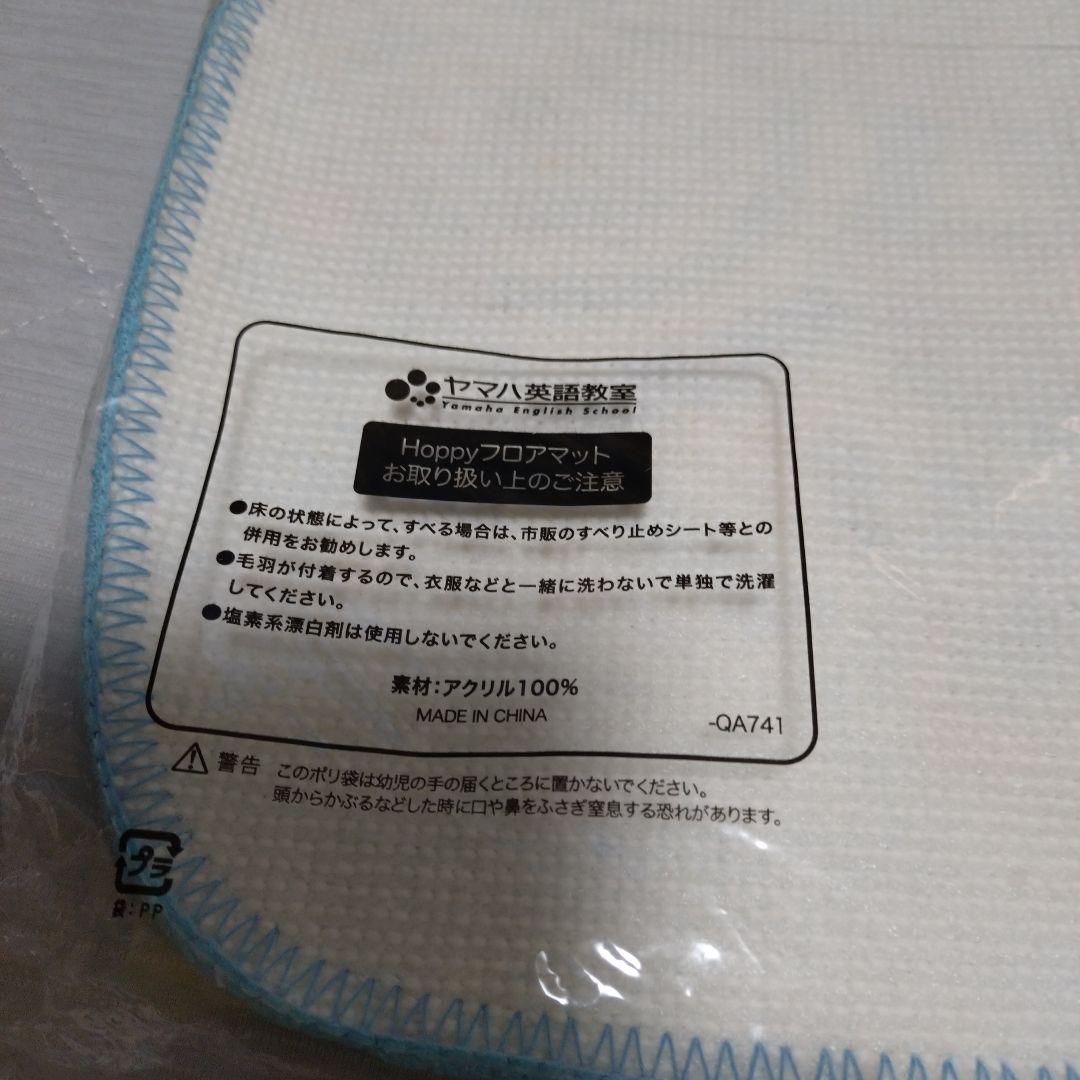 ヤマハ英語教室
Yamaha English School
Hoppyフロアマット
お取り扱い上のご注意
●床の状態によって、すべる場合は、市販のすべり止めシート等との
併用をお勧めします。
●毛羽が付着するので、衣服などと一緒に洗わないで単独で洗濯
してください。
●塩素系漂白剤は使用しないでください。
素材：アクリル100%
MADE IN CHINA
-QA741
警告 このポリ袋は幼児の手の届くところに置かないでください。
頭からかぶるなどした時に口や鼻をふさぎ窒息する恐れがあります。
プラ
袋：PP